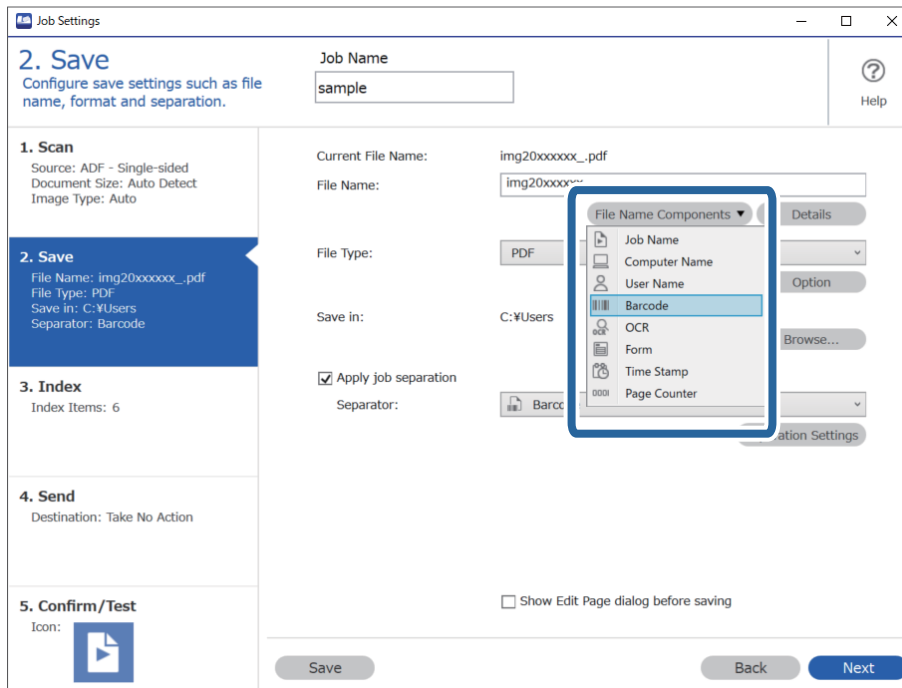 Job Settings
2. Save
Configure save settings such as file
name, format and separation.
Job Name
sample
Help
1. Scan
Source: ADF - Single-sided
Document Size: Auto Detect
Image Type: Auto
2. Save
File Name: img20xxxxxx_.pdf
File Type: PDF
Save in: C:¥Users
Separator: Barcode
3. Index
Index Items: 6
4. Send
Destination: Take No Action
5. Confirm/Test
Icon:
Current File Name: img20xxxxxx_.pdf
File Name: img20xxxxxx
File Name Components ▼
Details
File Type: PDF
Option
Save in: C:¥Users
Browse...
Job Name
Computer Name
User Name
Barcode
OCR
OCR
Form
Time Stamp
0001 Page Counter
Apply job separation
Separator:
Settings
Show Edit Page dialog before saving
Save
Back
Next